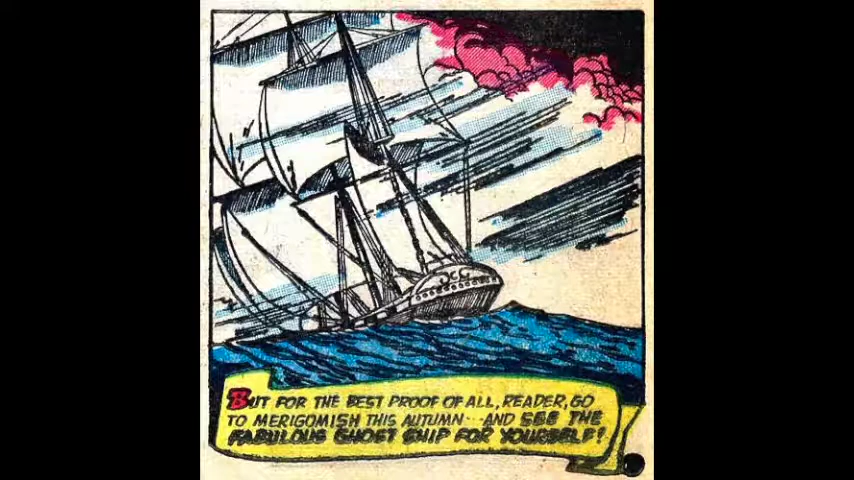 BUT FOR THE BEST PROOF OF ALL, READER, GO
TO MERIGOMISH THIS AUTUMN--AND SEE THE
FABULOUS GHOST SHIP FOR YOURSELF!